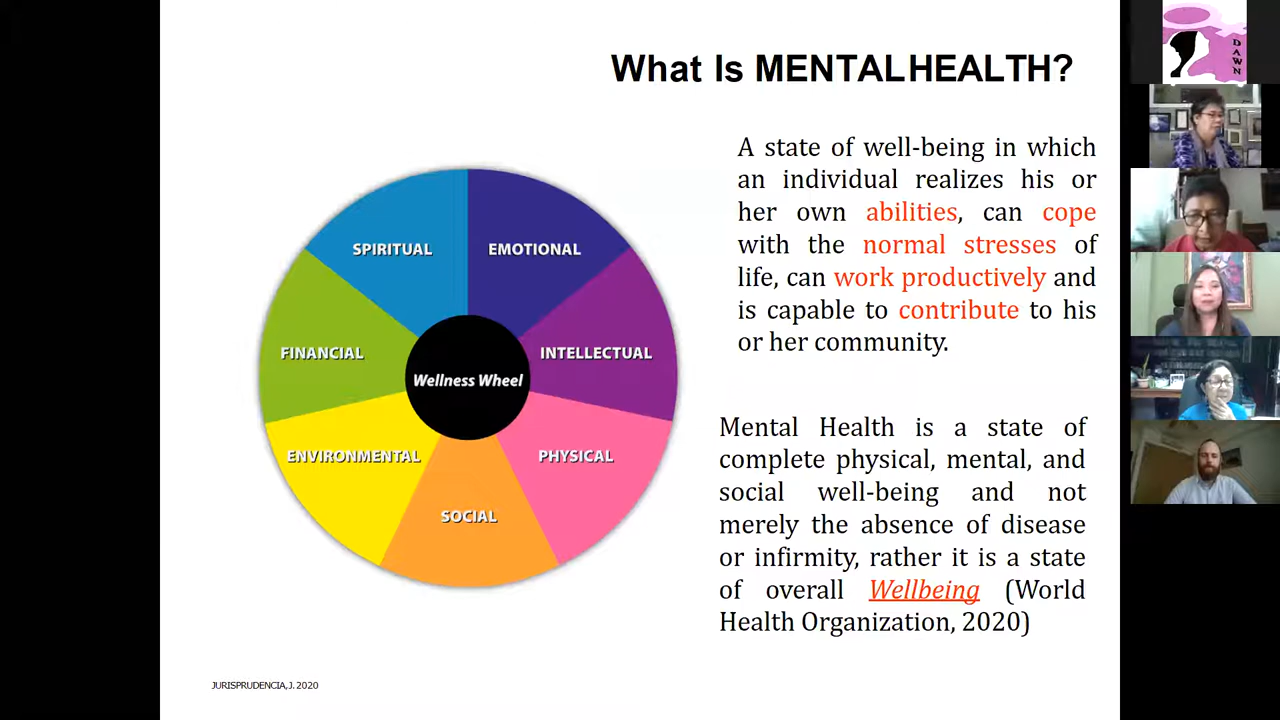 What Is MENTALHEALTH?
A state of well-being in which
an individual realizes his or
her own abilities, can cope
with the normal stresses of
life, can work productively and
is capable to contribute to his
or her community.
SPIRITUAL
EMOTIONAL
FINANCIAL
INTELLECTUAL
Wellness Wheel
ENVIRONMENTAL
PHYSICAL
SOCIAL
Mental Health is a state of
complete physical, mental, and
social well-being and not
merely the absence of disease
or infirmity, rather it is a state
of overall Wellbeing (World
Health Organization, 2020)
JURISPRUDENCIA,J. 2020
DAWN